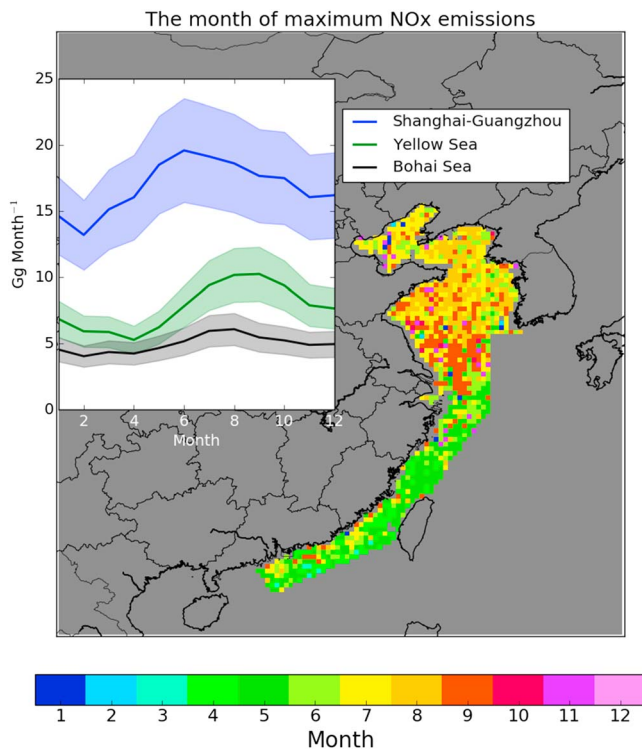 The month of maximum NOx emissions
25
20
15
10
5
0
Gg Month⁻¹
2 4 6 8 10 12
Month
Shanghai-Guangzhou
Yellow Sea
Bohai Sea
1 2 3 4 5 6 7 8 9 10 11 12
Month